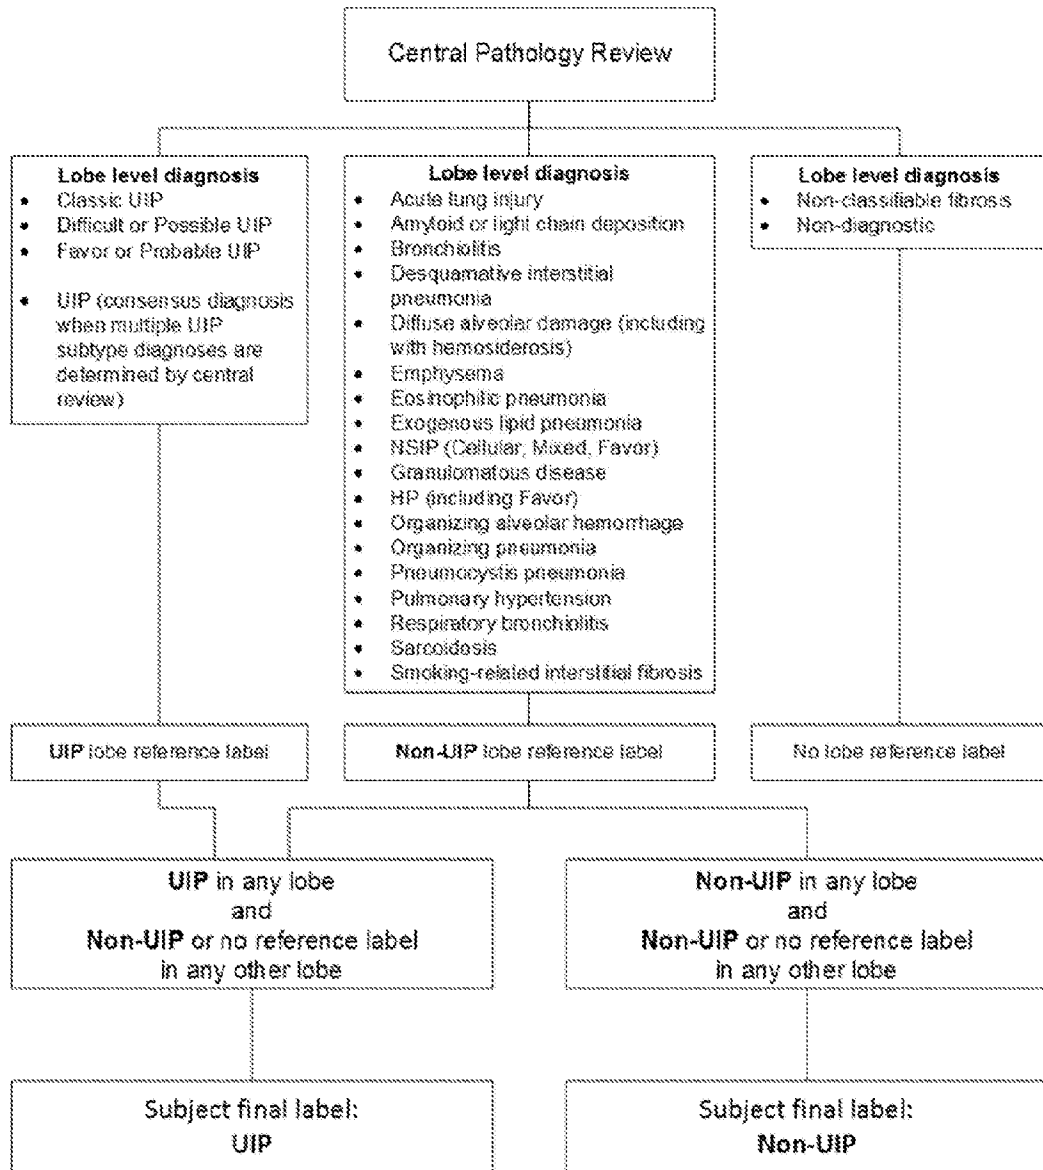 Central Pathology Review
Lobe level diagnosis
• Classic UIP
• Difficult or Possible UIP
• Favor or Probable UIP
• UIP (consensus diagnosis
when multiple UIP
subtype diagnoses are
determined by central
review)
Lobe level diagnosis
• Acute lung injury
• Amyloid or light chain deposition
• Bronchiolitis
• Desquamative interstitial
pneumonia
• Diffuse alveolar damage (including
with hemosiderosis)
• Emphysema
• Eosinophilic pneumonia
• Exogenous lipid pneumonia
• NSIP (Cellular, Mixed, Favor)
• Granulomatous disease
• HP (including Favor)
• Organizing alveolar hemorrhage
• Organizing pneumonia
• Pneumocystis pneumonia
• Pulmonary hypertension
• Respiratory bronchiolitis
• Sarcoidosis
• Smoking-related interstitial fibrosis
Lobe level diagnosis
• Non-classifiable fibrosis
• Non-diagnostic
UIP lobe reference label
Non-UIP lobe reference label
No lobe reference label
UIP in any lobe
and
Non-UIP or no reference label
in any other lobe
Non-UIP in any lobe
and
Non-UIP or no reference label
in any other lobe
Subject final label:
UIP
Subject final label:
Non-UIP